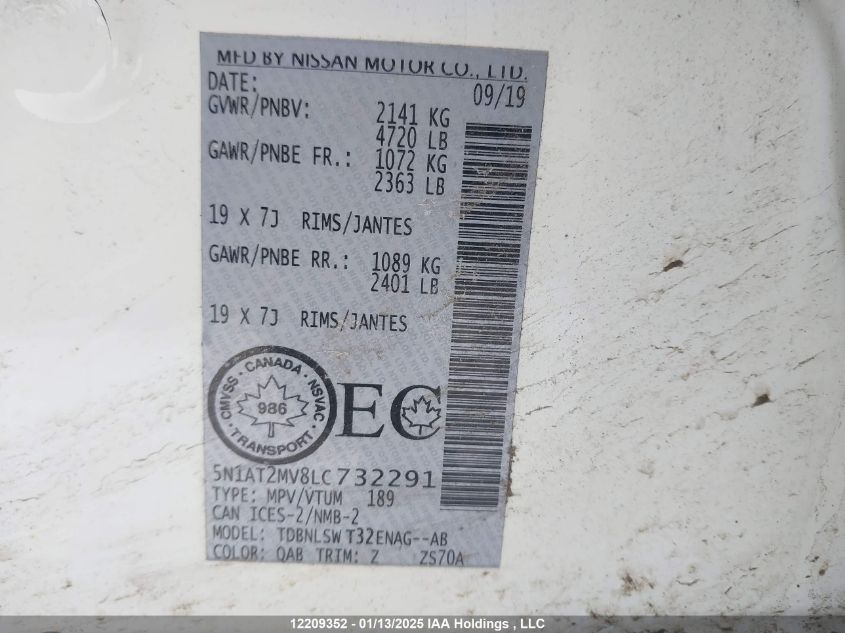 MFD BY NISSAN MOTOR CO., LTD.
DATE: 09/19
GVWR/PNBV: 2141 KG
4720 LB
GAWR/PNBE FR.: 1072 KG
2363 LB
19 X 7J RIMS/JANTES
GAWR/PNBE RR.: 1089 KG
2401 LB
19 X 7J RIMS/JANTES
CMVSS · CANADA · NSVAC
986
TRANSPORT
EC
5N1AT2MV8LC732291
TYPE: MPV/VTUM 189
CAN ICES-2/NMB-2
MODEL: TDBNLSW T32ENAG--AB
COLOR: QAB TRIM: Z ZS70A
12209352 - 01/13/2025 IAA Holdings , LLC